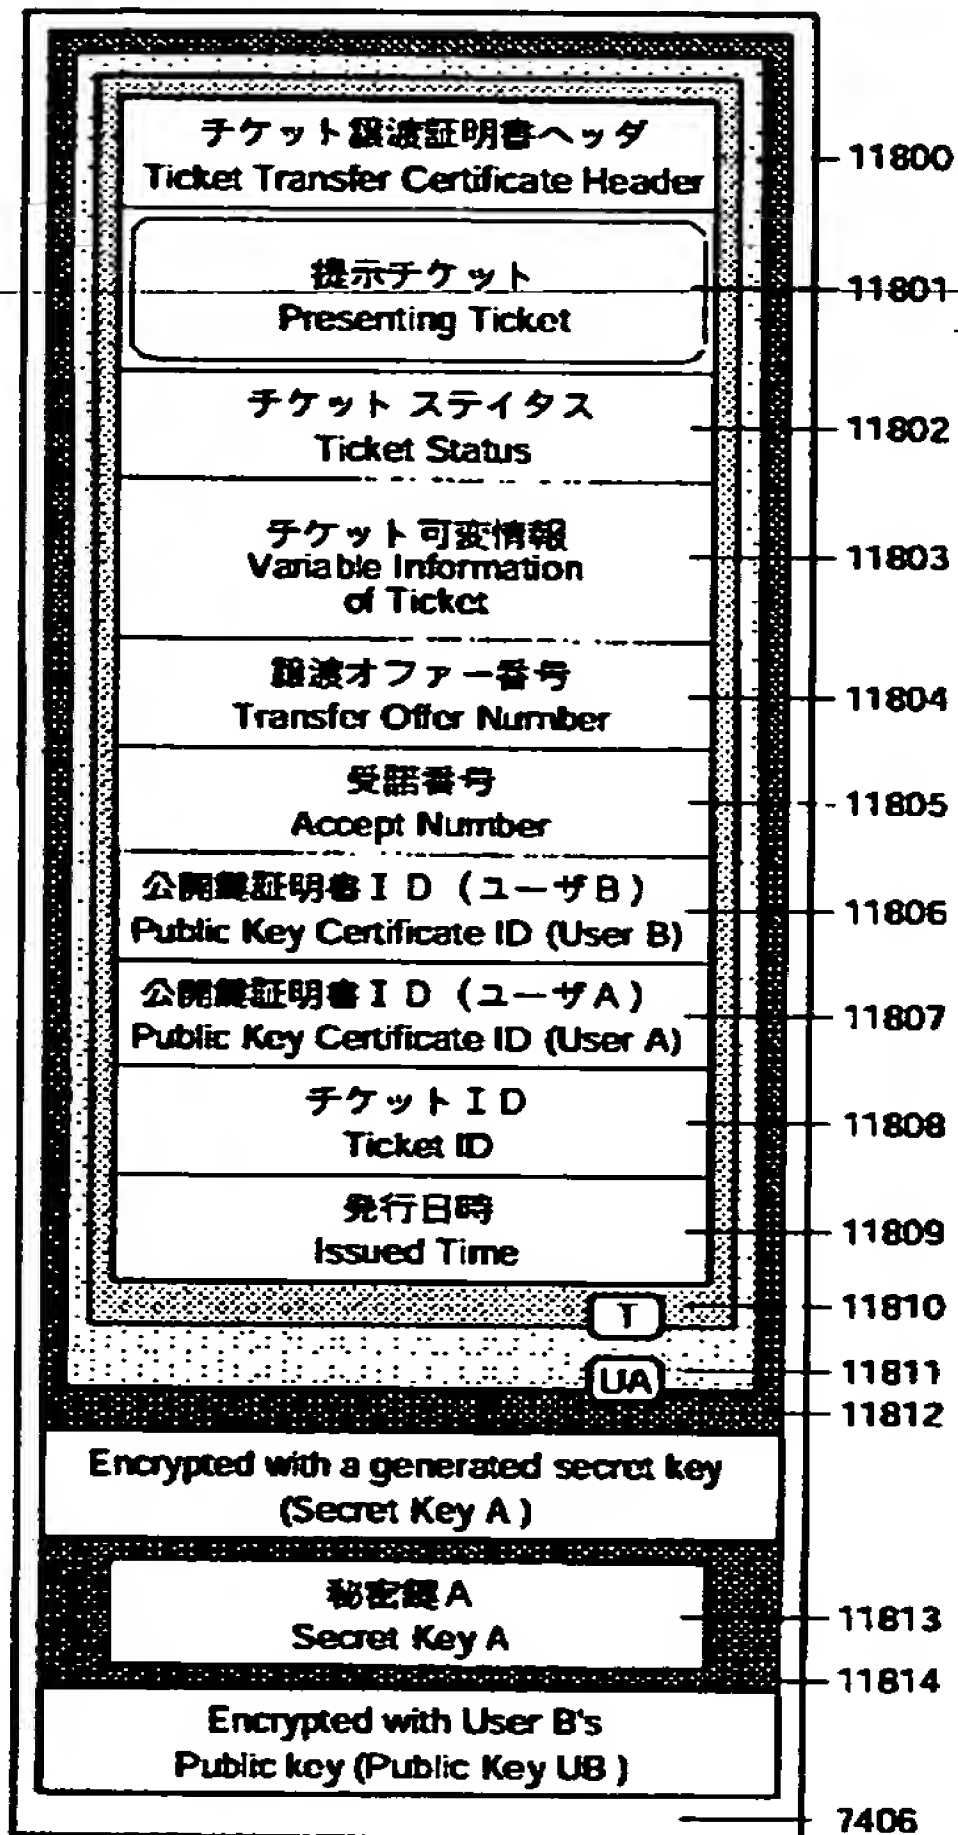 チケット譲渡証明書ヘッダ
Ticket Transfer Certificate Header
11800
提示チケット
Presenting Ticket
11801
チケット ステイタス
Ticket Status
11802
チケット可変情報
Variable Information
of Ticket
11803
譲渡オファー番号
Transfer Offer Number
11804
受諾番号
Accept Number
11805
公開鍵証明書ID (ユーザB)
Public Key Certificate ID (User B)
11806
公開鍵証明書ID (ユーザA)
Public Key Certificate ID (User A)
11807
チケットID
Ticket ID
11808
発行日時
Issued Time
11809
T
11810
UA
11811
11812
Encrypted with a generated secret key
(Secret Key A )
秘密鍵A
Secret Key A
11813
11814
Encrypted with User B's
Public key (Public Key UB )
7406